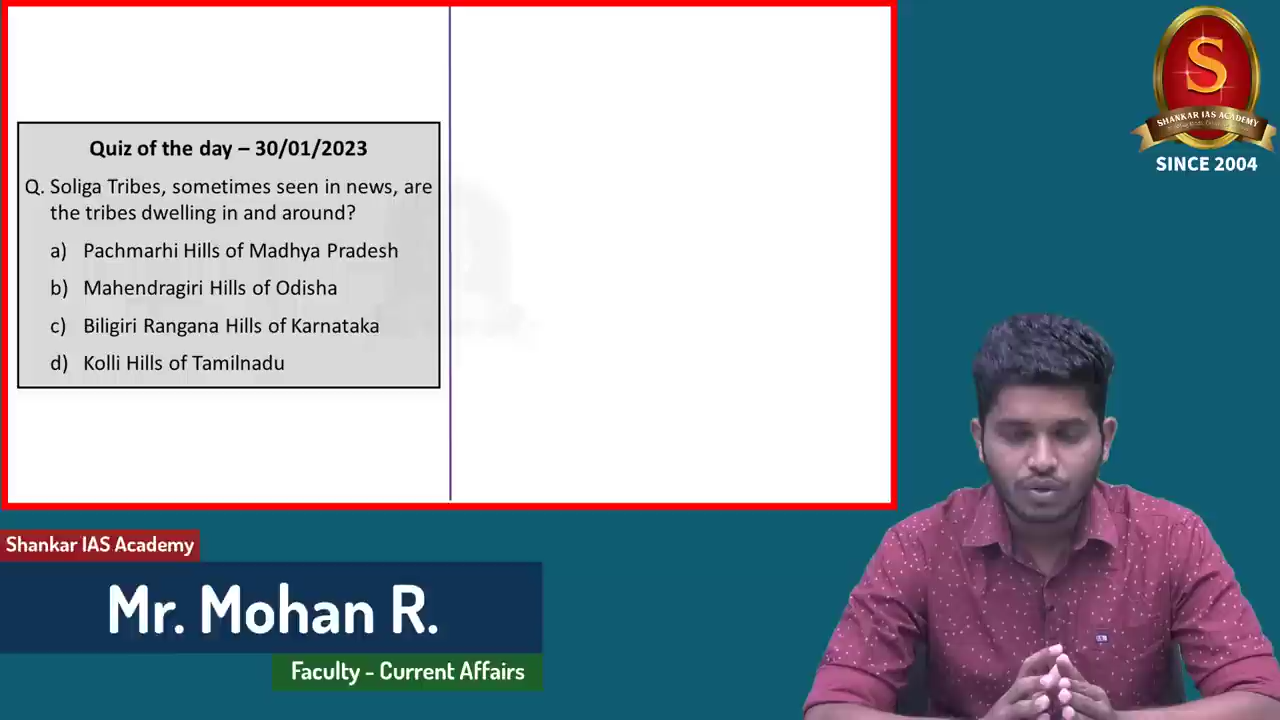 Quiz of the day – 30/01/2023
Q. Soliga Tribes, sometimes seen in news, are
the tribes dwelling in and around?
a) Pachmarhi Hills of Madhya Pradesh
b) Mahendragiri Hills of Odisha
c) Biligiri Rangana Hills of Karnataka
d) Kolli Hills of Tamilnadu
S
SHANKAR IAS ACADEMY
SINCE 2004
Shankar IAS Academy
Mr. Mohan R.
Faculty - Current Affairs